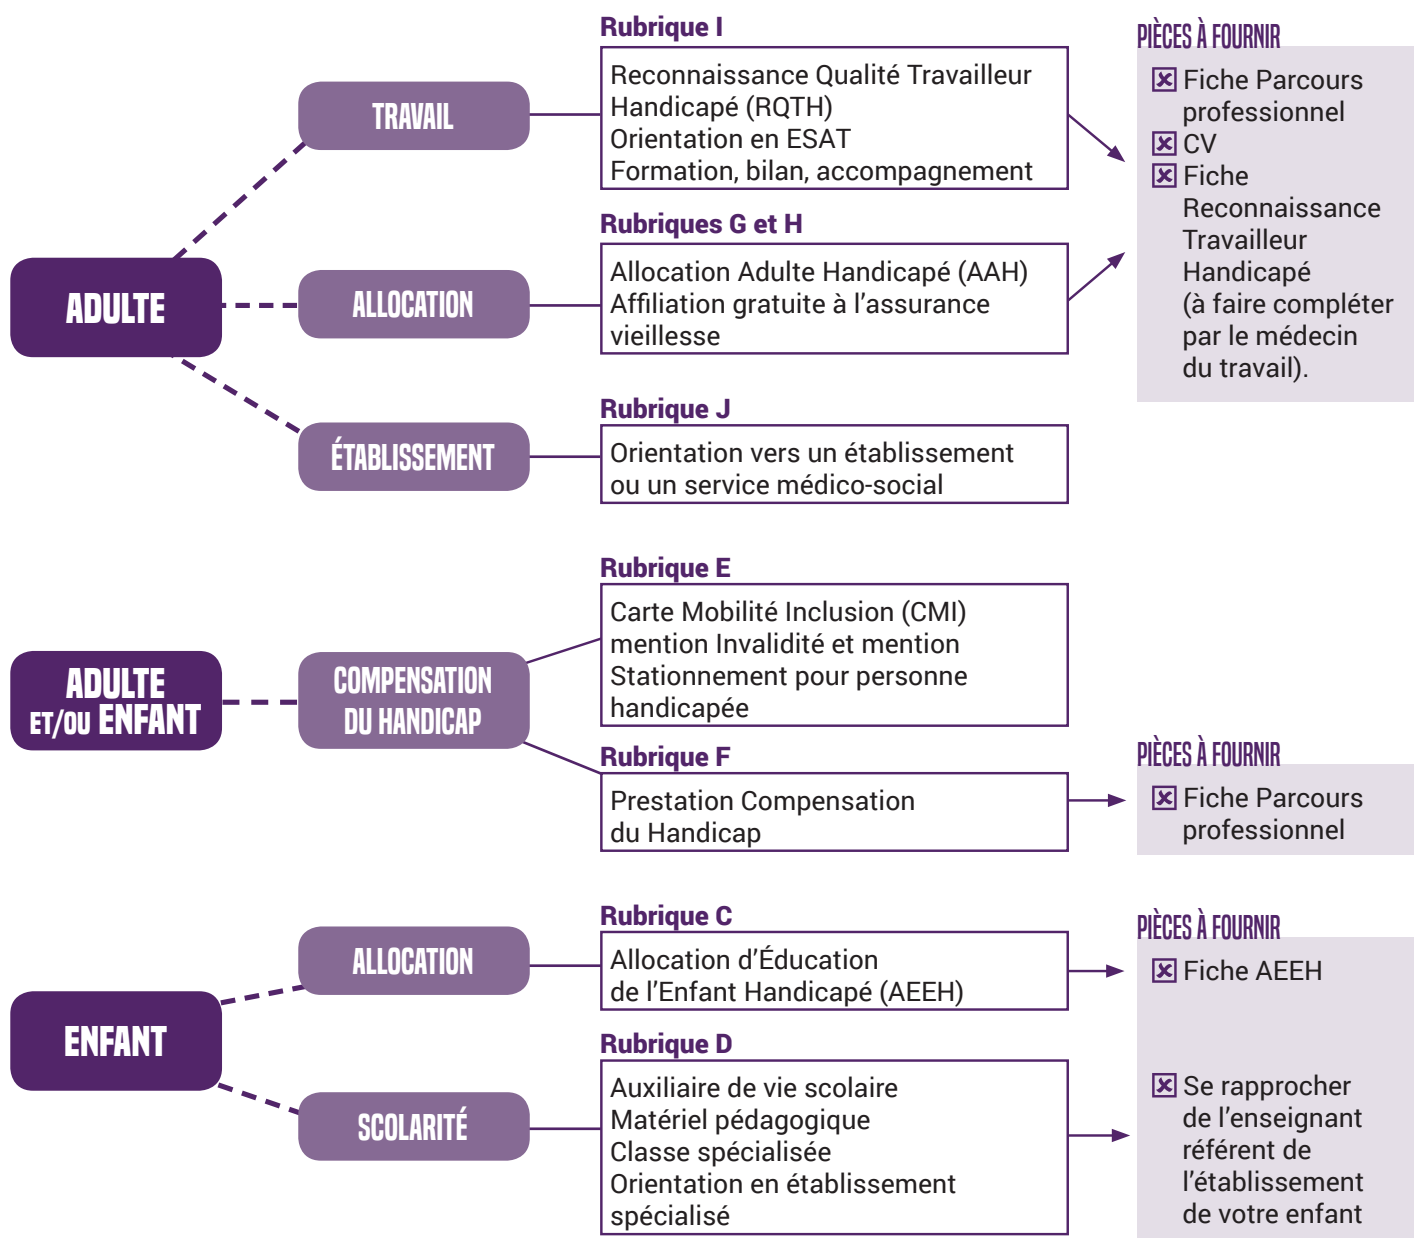 ADULTE
TRAVAIL
Rubrique I
Reconnaissance Qualité Travailleur
Handicapé (RQTH)
Orientation en ESAT
Formation, bilan, accompagnement
ALLOCATION
Rubriques G et H
Allocation Adulte Handicapé (AAH)
Affiliation gratuite à l’assurance
vieillesse
PIÈCES À FOURNIR
Fiche Parcours
professionnel
CV
Fiche
Reconnaissance
Travailleur
Handicapé
(à faire compléter
par le médecin
du travail).
ÉTABLISSEMENT
Rubrique J
Orientation vers un établissement
ou un service médico-social
ADULTE
ET/OU ENFANT
COMPENSATION
DU HANDICAP
Rubrique E
Carte Mobilité Inclusion (CMI)
mention Invalidité et mention
Stationnement pour personne
handicapée
Rubrique F
Prestation Compensation
du Handicap
PIÈCES À FOURNIR
Fiche Parcours
professionnel
ENFANT
ALLOCATION
Rubrique C
Allocation d’Éducation
de l’Enfant Handicapé (AEEH)
PIÈCES À FOURNIR
Fiche AEEH
SCOLARITÉ
Rubrique D
Auxiliaire de vie scolaire
Matériel pédagogique
Classe spécialisée
Orientation en établissement
spécialisé
Se rapprocher
de l’enseignant
référent de
l’établissement
de votre enfant